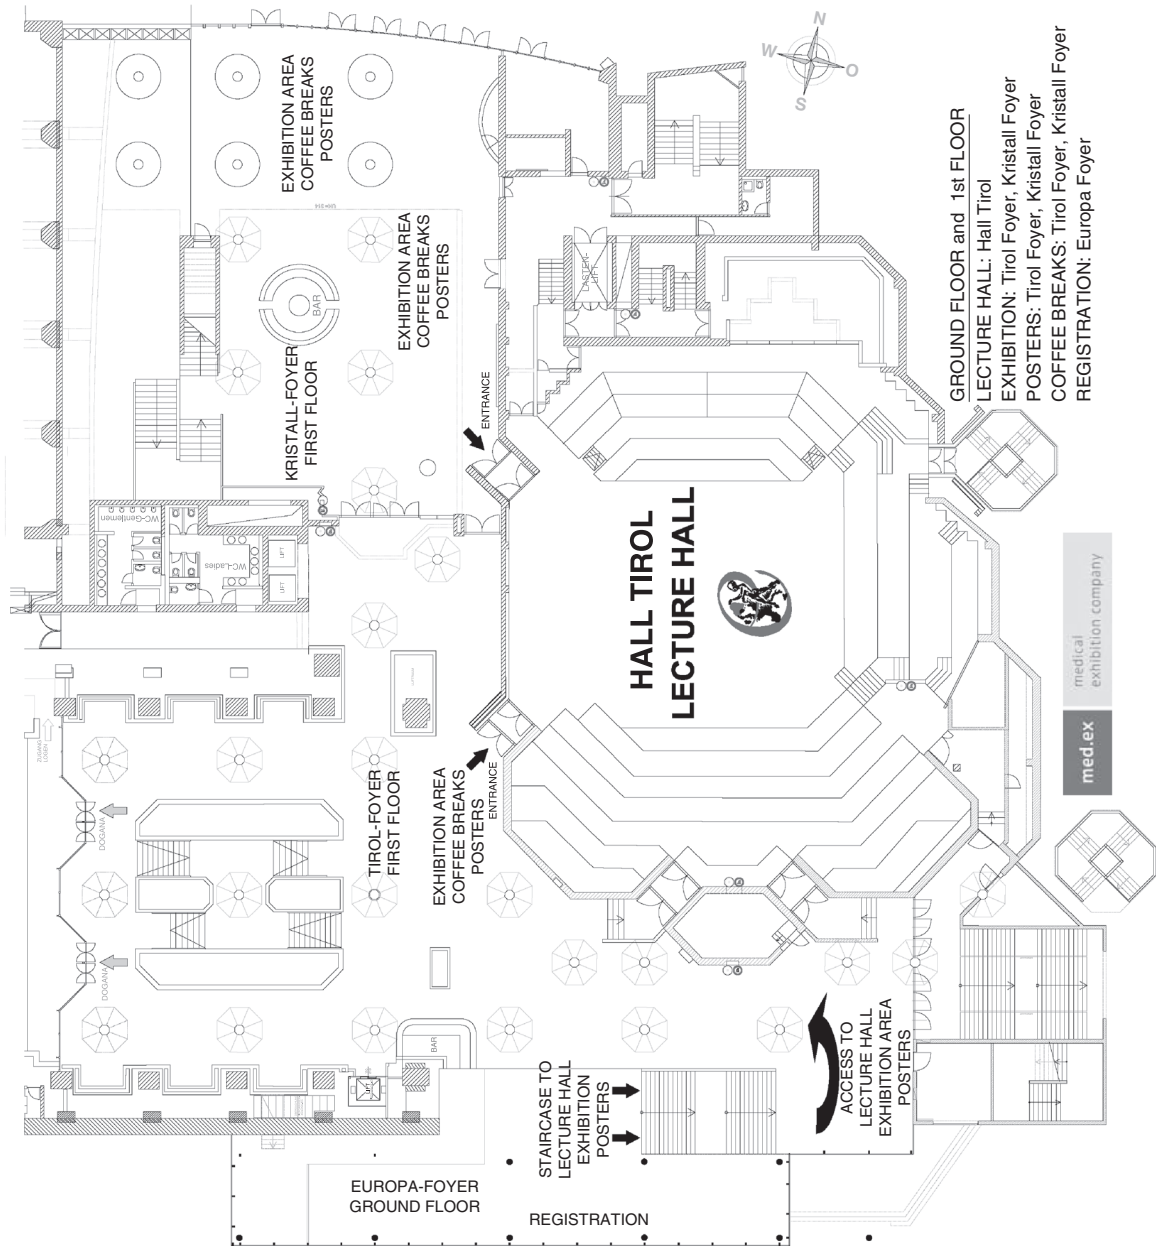 EXHIBITION AREA
COFFEE BREAKS
POSTERS
EXHIBITION AREA
COFFEE BREAKS
POSTERS
KRISTALL-FOYER
FIRST FLOOR
BAR
ENTRANCE
LASTEN-
LIFT
N
W
O
S
GROUND FLOOR and 1st FLOOR
LECTURE HALL: Hall Tirol
EXHIBITION: Tirol Foyer, Kristall Foyer
POSTERS: Tirol Foyer, Kristall Foyer
COFFEE BREAKS: Tirol Foyer, Kristall Foyer
REGISTRATION: Europa Foyer
WC-Gentlemen
WC-Ladies
LIFT
LIFT
HALL TIROL
LECTURE HALL
ZUGANG
LOGEN
DOGANA
DOGANA
TIROL-FOYER
FIRST FLOOR
EXHIBITION AREA
COFFEE BREAKS
POSTERS
ENTRANCE
med.ex
medical
exhibition company
BAR
LIFT
STAIRCASE TO
LECTURE HALL
EXHIBITION
POSTERS
ACCESS TO
LECTURE HALL
EXHIBITION AREA
POSTERS
EUROPA-FOYER
GROUND FLOOR
REGISTRATION